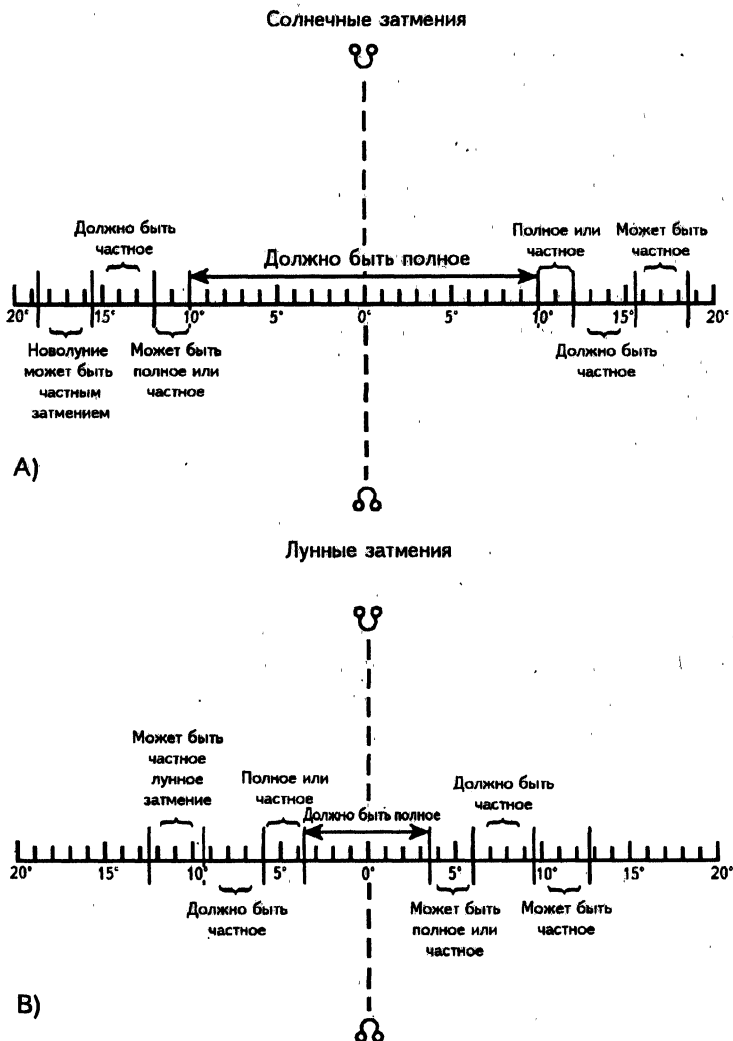 Солнечные затмения
☋
Должно быть
частное
Должно быть полное
Полное или
частное
Может быть
частное
20° 15° 10° 5° 0° 5° 10° 15° 20°
Новолуние
может быть
частным
затмением
Может быть
полное или
частное
Должно быть
частное
А)
☊
Лунные затмения
☋
Может быть
частное
лунное
затмение
Полное или
частное
Должно быть полное
Должно быть
частное
20° 15° 10° 5° 0° 5° 10° 15° 20°
Должно быть
частное
Может быть
полное или
частное
Может быть
частное
В)
☊